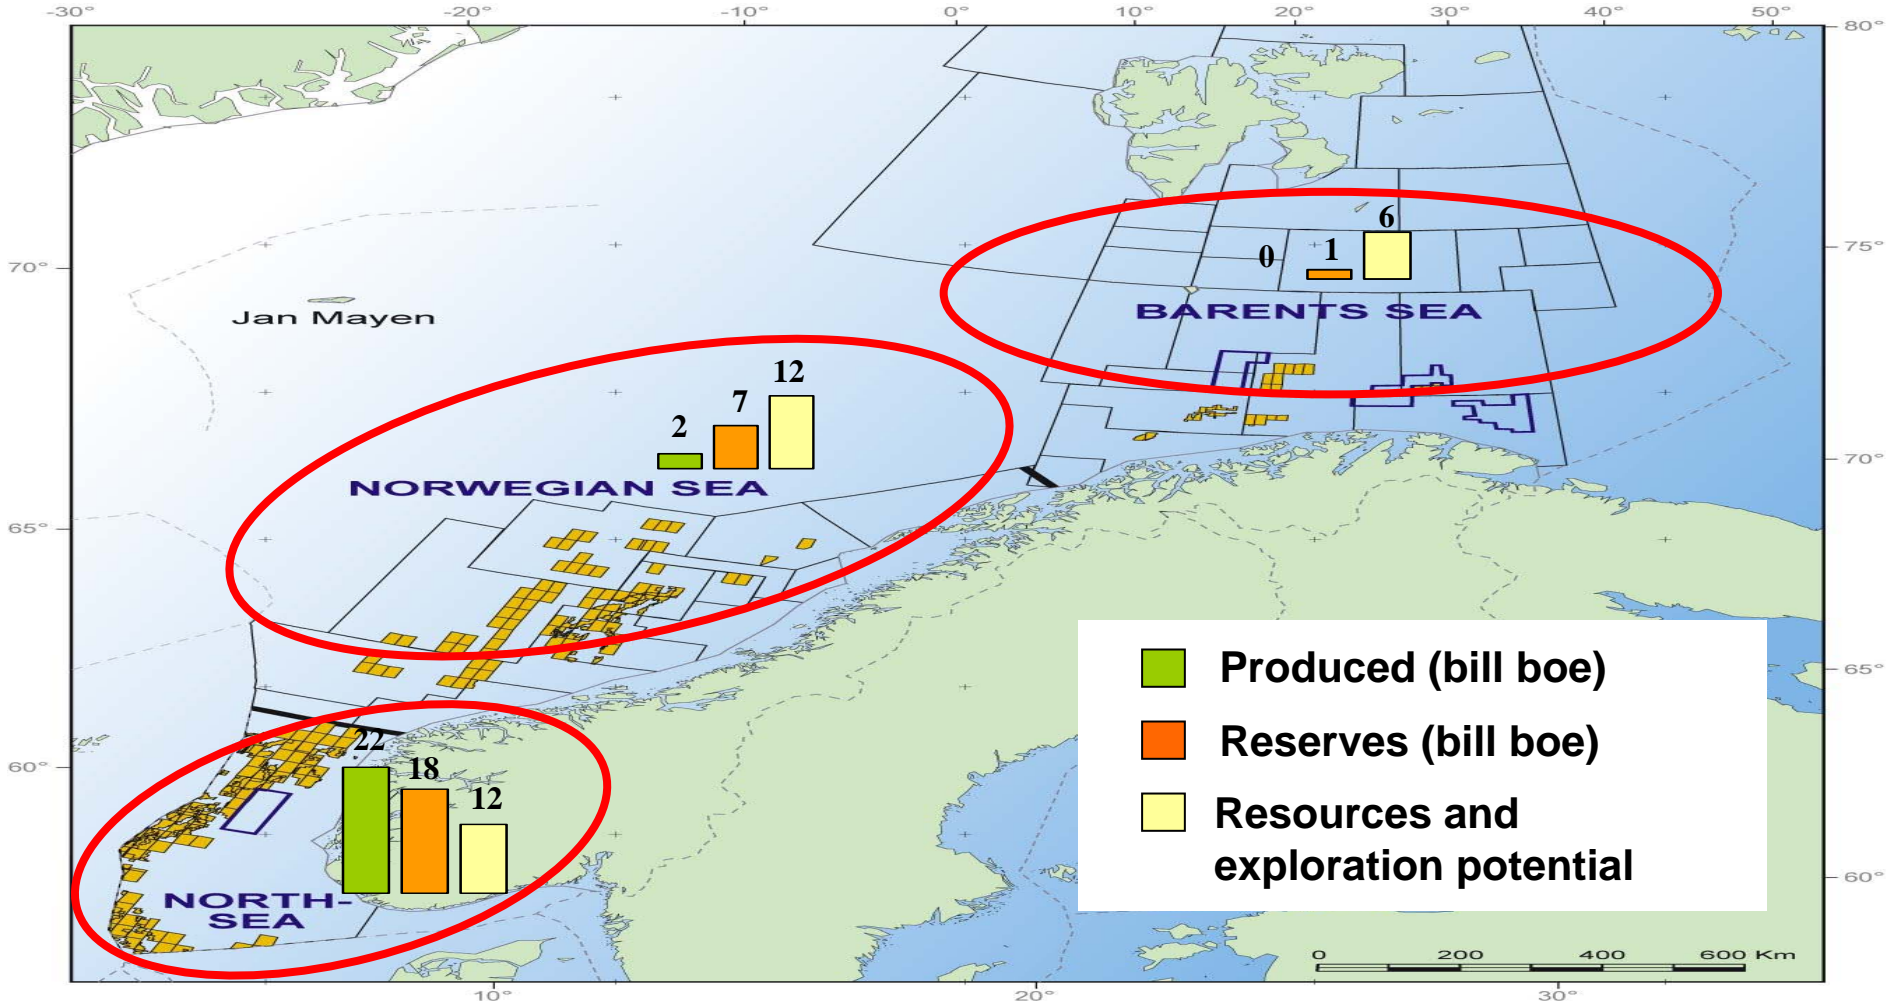 -30°
-20°
-10°
0°
10°
20°
30°
40°
50°
80°
6
0
1
75°
70°
BARENTS SEA
Jan Mayen
12
7
2
NORWEGIAN SEA
70°
65°
22
18
12
60°
NORTH-
SEA
Produced (bill boe)
Reserves (bill boe)
Resources and
exploration potential
65°
60°
0 200 400 600 Km
10°
20°
30°